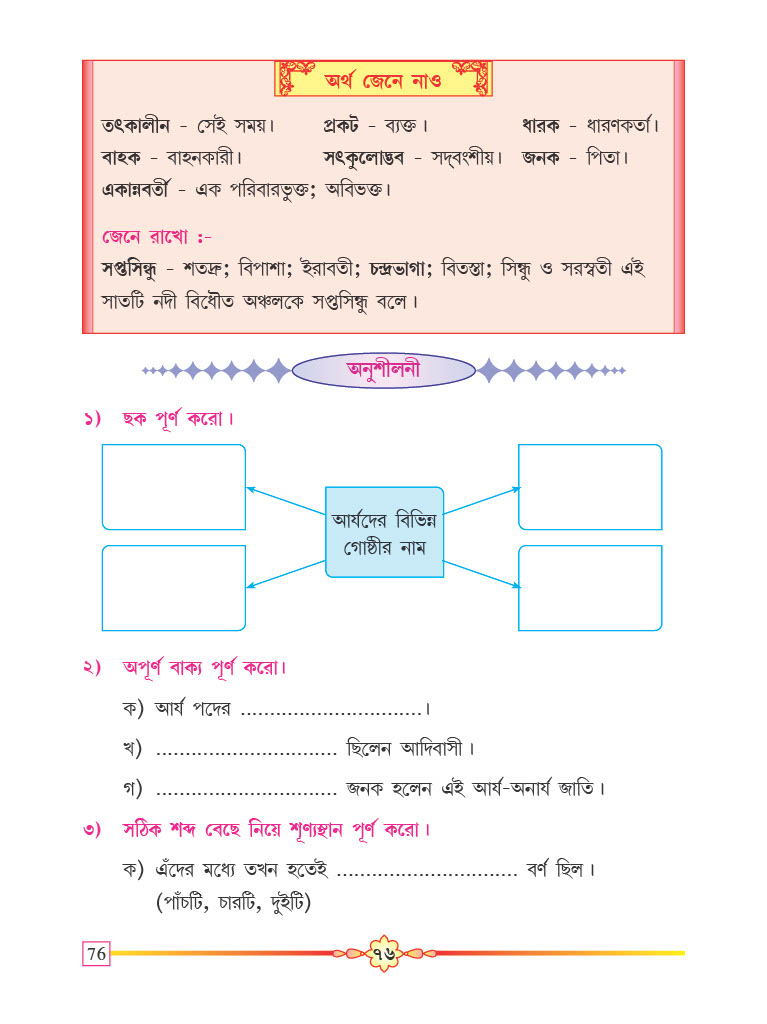 অর্থ জেনে নাও
তৎকালীন - সেই সময়। প্রকট - ব্যক্ত। ধারক - ধারণকর্তা।
বাহক - বাহনকারী। সৎকুলোদ্ভব - সদ্‌বংশীয়। জনক - পিতা।
একান্নবর্তী - এক পরিবারভুক্ত; অবিভক্ত।
জেনে রাখো :-
সপ্তসিন্ধু - শতদ্রু; বিপাশা; ইরাবতী; চন্দ্রভাগা; বিতস্তা; সিন্ধু ও সরস্বতী এই
সাতটি নদী বিধৌত অঞ্চলকে সপ্তসিন্ধু বলে।
অনুশীলনী
১) ছক পূর্ণ করো।
আর্যদের বিভিন্ন
গোষ্ঠীর নাম
২) অপূর্ণ বাক্য পূর্ণ করো।
ক) আর্য পদের ...............................।
খ) ............................... ছিলেন আদিবাসী।
গ) ............................... জনক হলেন এই আর্য-অনার্য জাতি।
৩) সঠিক শব্দ বেছে নিয়ে শূণ্যস্থান পূর্ণ করো।
ক) এঁদের মধ্যে তখন হতেই ............................... বর্ণ ছিল।
(পাঁচটি, চারটি, দুইটি)
76 ৭৬